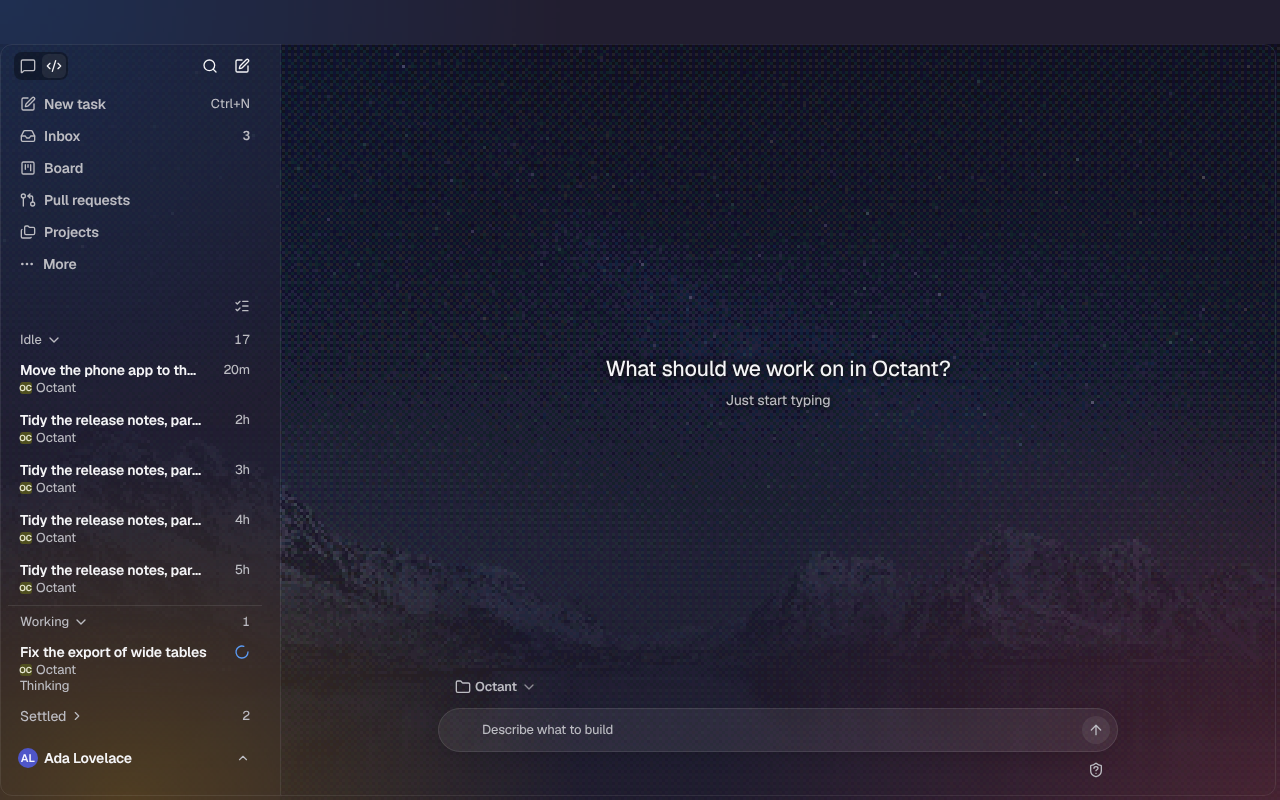 New task Ctrl+N
Inbox 3
Board
Pull requests
Projects
More
Idle 17
Move the phone app to th... 20m
OC Octant
Tidy the release notes, par... 2h
OC Octant
Tidy the release notes, par... 3h
OC Octant
Tidy the release notes, par... 4h
OC Octant
Tidy the release notes, par... 5h
OC Octant
Working 1
Fix the export of wide tables
OC Octant
Thinking
Settled 2
AL Ada Lovelace
What should we work on in Octant?
Just start typing
Octant
Describe what to build